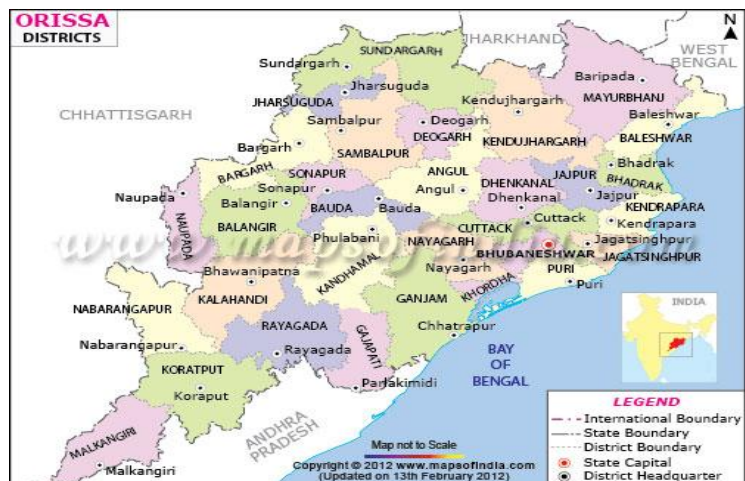 ORISSA
DISTRICTS
JHARKHAND
N
WEST
BENGAL
SUNDARGARH
Sundargarh
Baripada
MAYURBHANJ
CHHATTISGARH
JHARSUGUDA
Jharsuguda
Kendujhargarh
Sambalpur
Deogarh
DEOGARH
KENDUJHARGARH
Baleshwar
BALESHWAR
Bargarh
SAMBALPUR
BARGARH
SONAPUR
ANGUL
Bhadrak
BHADRAK
Naupada
Sonapur
Angul
DHENKANAL
JAJPUR
Jajpur
Balangir
BAUDA
Bauda
Dhenkanal
KENDRAPARA
NAUPADA
BALANGIR
Cuttack
Kendrapara
CUTTACK
Phulabani
www.mapsofindia.com
NAYAGARH
Jagatsinghpur
BHUBANESHWAR
JAGATSINGHPUR
Bhawanipatna
KANDHAMAL
Nayagarh
PURI
KHORDHA
Puri
NABARANGAPUR
KALAHANDI
GANJAM
RAYAGADA
GAJAPATI
Chhatrapur
INDIA
Nabarangapur
Rayagada
BAY
OF
BENGAL
KORATPUT
Koraput
Parlakimidi
MALKANGIRI
Malkangiri
ANDHRA
PRADESH
LEGEND
International Boundary
State Boundary
District Boundary
State Capital
District Headquarter
Map not to Scale
Copyright © 2012 www.mapsofindia.com
(Updated on 13th February 2012)